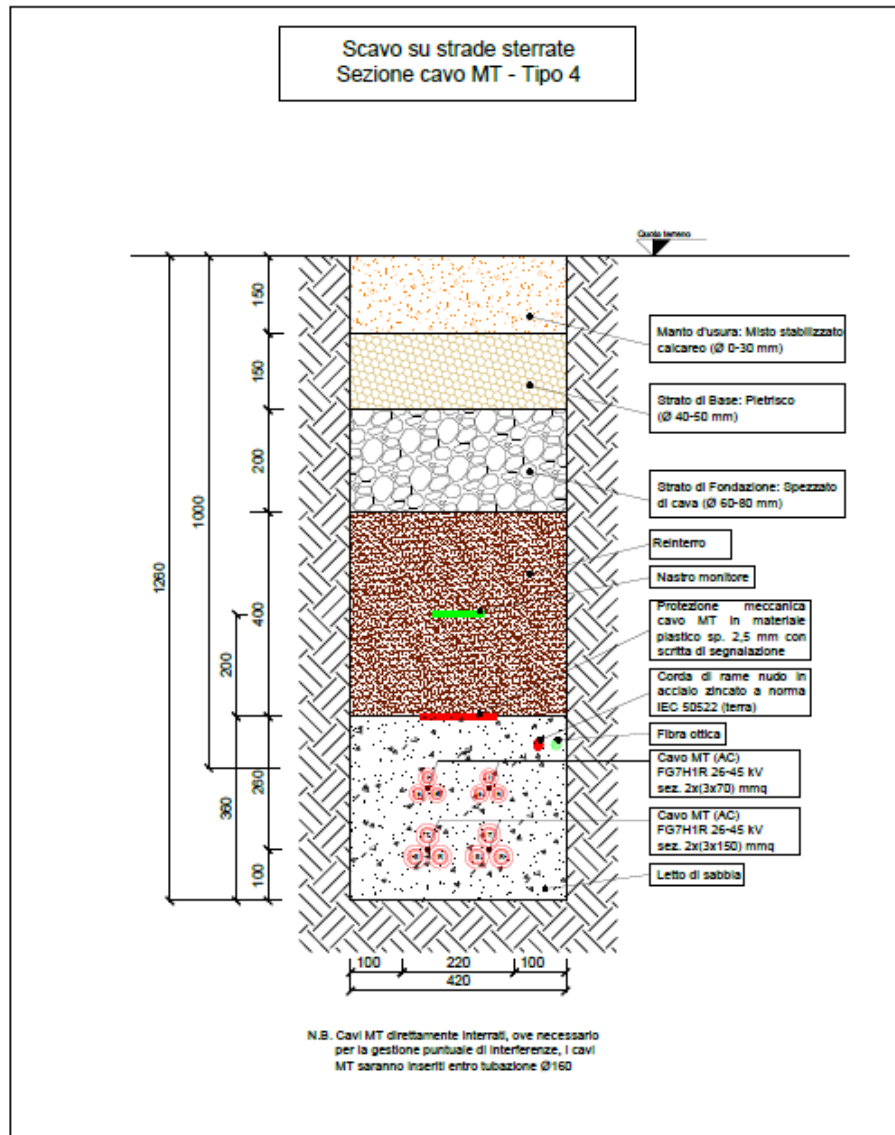 Scavo su strade sterrate
Sezione cavo MT - Tipo 4
Quota terreno
150
150
200
1000
1260
400
200
260
360
100
Manto d'usura: Misto stabilizzato
calcareo (Ø 0-30 mm)
Strato di Base: Pietrisco
(Ø 40-50 mm)
Strato di Fondazione: Spezzato
di cava (Ø 60-80 mm)
Reinterro
Nastro monitore
Protezione meccanica
cavo MT in materiale
plastico sp. 2,5 mm con
scritta di segnalazione
Corda di rame nudo in
acciaio zincato a norma
IEC 50522 (terra)
Fibra ottica
Cavo MT (AC)
FG7H1R 26-45 kV
sez. 2x(3x70) mmq
Cavo MT (AC)
FG7H1R 26-45 kV
sez. 2x(3x150) mmq
Letto di sabbia
100 220 100
420
N.B. Cavi MT direttamente interrati, ove necessario
per la gestione puntuale di interferenze, i cavi
MT saranno inseriti entro tubazione Ø160